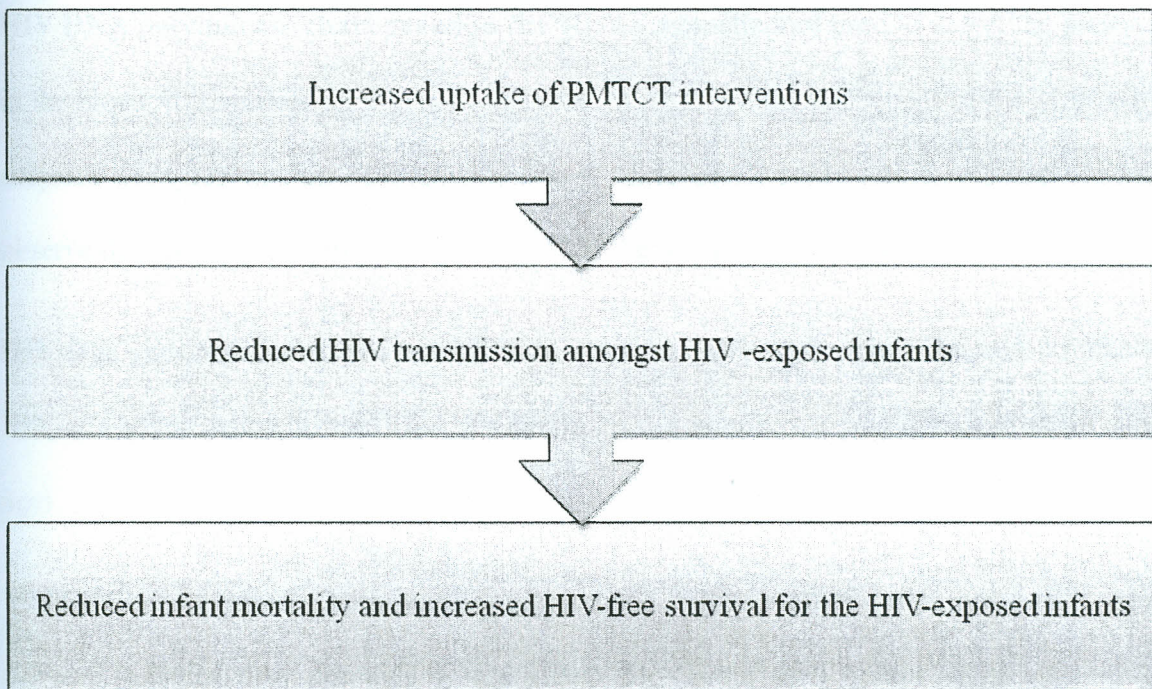 Increased uptake of PMTCT interventions
Reduced HIV transmission amongst HIV -exposed infants
Reduced infant mortality and increased HIV-free survival for the HIV-exposed infants